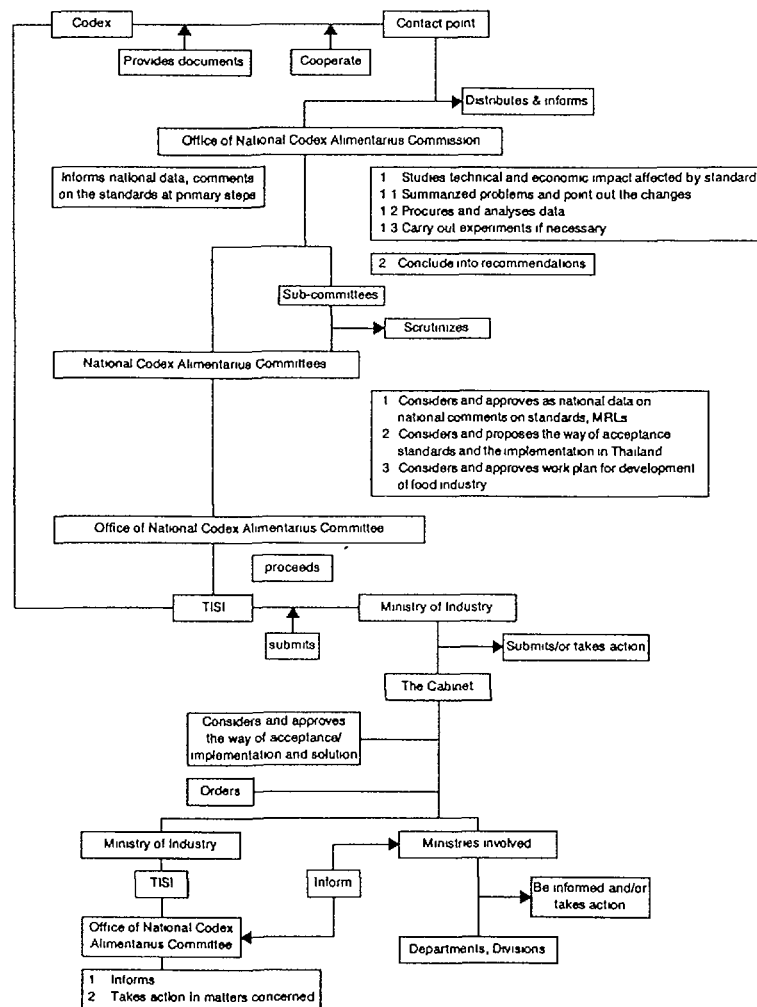 Codex
Contact point
Provides documents
Cooperate
Distributes & informs
Office of National Codex Alimentarius Commission
Informs national data, comments
on the standards at primary steps
1 Studies technical and economic impact affected by standard
1 1 Summarized problems and point out the changes
1 2 Procures and analyses data
1 3 Carry out experiments if necessary
2 Conclude into recommendations
Sub-committees
Scrutinizes
National Codex Alimentarius Committees
1 Considers and approves as national data on
national comments on standards, MRLs
2 Considers and proposes the way of acceptance
standards and the implementation in Thailand
3 Considers and approves work plan for development
of food industry
Office of National Codex Alimentarius Committee
proceeds
TISI
Ministry of Industry
submits
Submits/or takes action
The Cabinet
Considers and approves
the way of acceptance/
implementation and solution
Orders
Ministry of Industry
Ministries involved
TISI
Inform
Be informed and/or
takes action
Office of National Codex
Alimentarius Committee
Departments, Divisions
1 Informs
2 Takes action in matters concerned